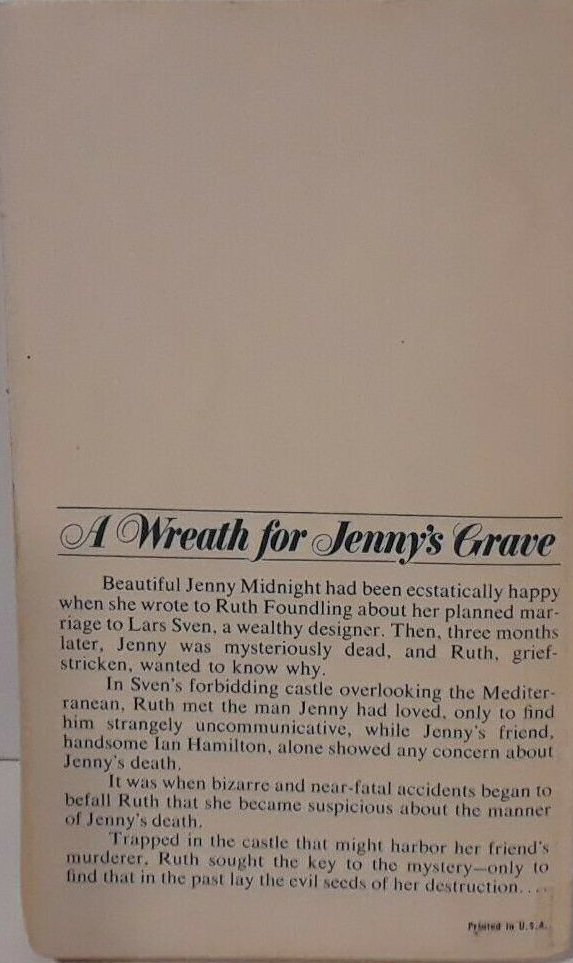 A Wreath for Jenny's Grave
Beautiful Jenny Midnight had been ecstatically happy
when she wrote to Ruth Foundling about her planned mar-
riage to Lars Sven, a wealthy designer. Then, three months
later, Jenny was mysteriously dead, and Ruth, grief-
stricken, wanted to know why.
In Sven's forbidding castle overlooking the Mediter-
ranean, Ruth met the man Jenny had loved, only to find
him strangely uncommunicative, while Jenny's friend,
handsome Ian Hamilton, alone showed any concern about
Jenny's death.
It was when bizarre and near-fatal accidents began to
befall Ruth that she became suspicious about the manner
of Jenny's death.
Trapped in the castle that might harbor her friend's
murderer, Ruth sought the key to the mystery—only to
find that in the past lay the evil seeds of her destruction....
Printed in U.S.A.